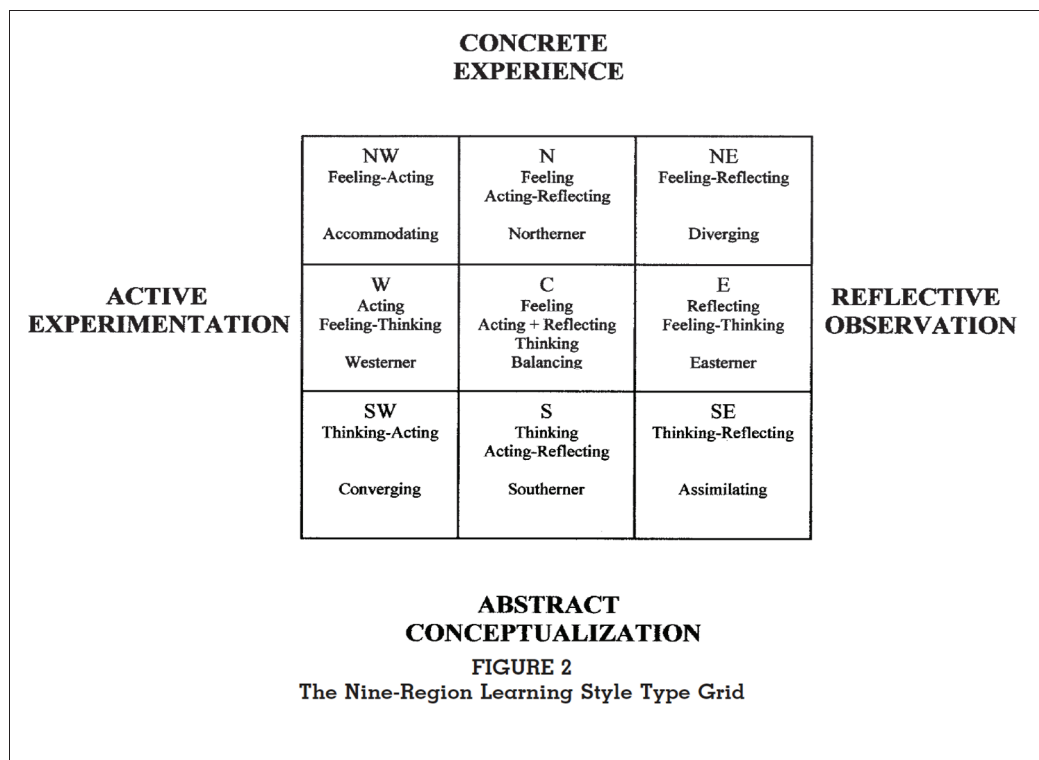 CONCRETE
EXPERIENCE
NW
Feeling-Acting
Accommodating
N
Feeling
Acting-Reflecting
Northerner
NE
Feeling-Reflecting
Diverging
ACTIVE
EXPERIMENTATION
W
Acting
Feeling-Thinking
Westerner
C
Feeling
Acting + Reflecting
Thinking
Balancing
E
Reflecting
Feeling-Thinking
Easterner
REFLECTIVE
OBSERVATION
SW
Thinking-Acting
Converging
S
Thinking
Acting-Reflecting
Southerner
SE
Thinking-Reflecting
Assimilating
ABSTRACT
CONCEPTUALIZATION
FIGURE 2
The Nine-Region Learning Style Type Grid